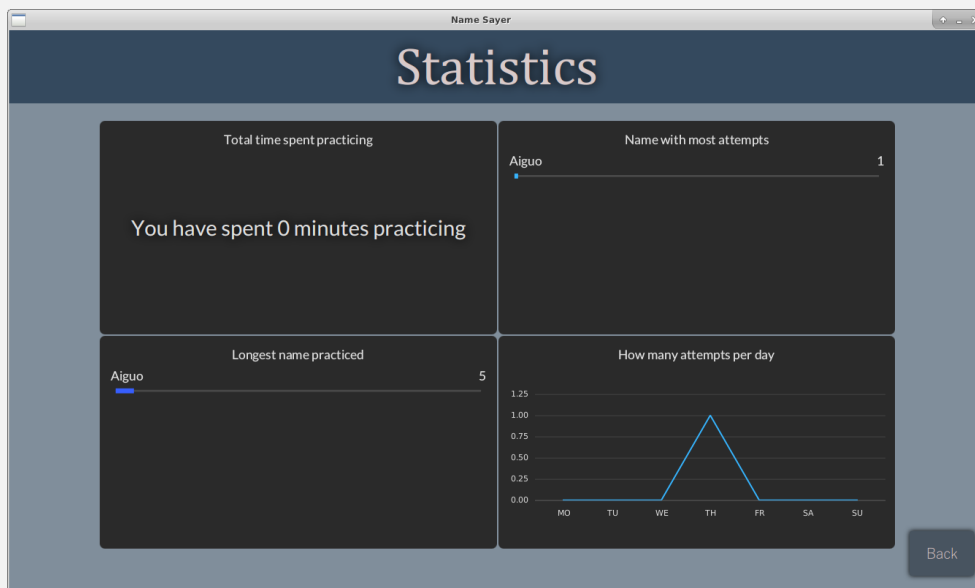 Name Sayer
Statistics
Total time spent practicing
You have spent 0 minutes practicing
Name with most attempts
Aiguo 1
Longest name practiced
Aiguo 5
How many attempts per day
1.25
1.00
0.75
0.50
0.25
0.00
MO TU WE TH FR SA SU
Back